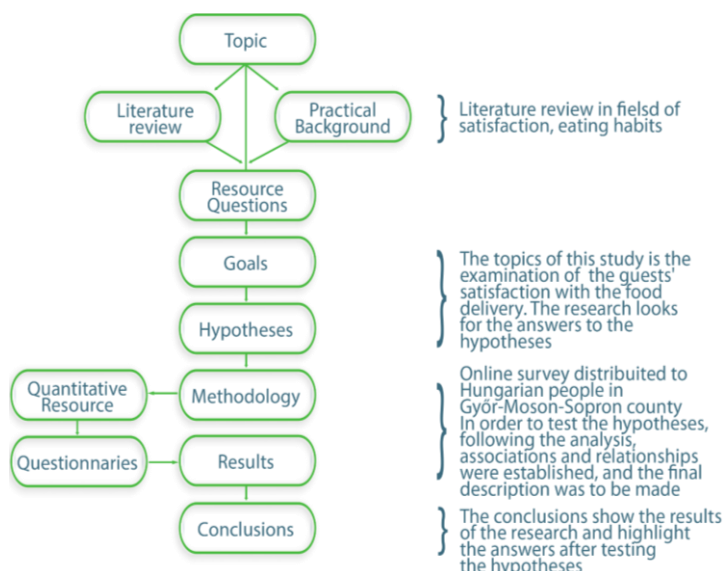 Topic
Literature
review
Practical
Background
Literature review in fielsd of
satisfaction, eating habits
Resource
Questions
Goals
The topics of this study is the
examination of the guests'
satisfaction with the food
delivery. The research looks
for the answers to the
hypotheses
Hypotheses
Methodology
Quantitative
Resource
Questionnaries
Results
Online survey distribuited to
Hungarian people in
Győr-Moson-Sopron county
In order to test the hypotheses,
following the analysis,
associations and relationships
were established, and the final
description was to be made
Conclusions
The conclusions show the results
of the research and highlight
the answers after testing
the hypotheses